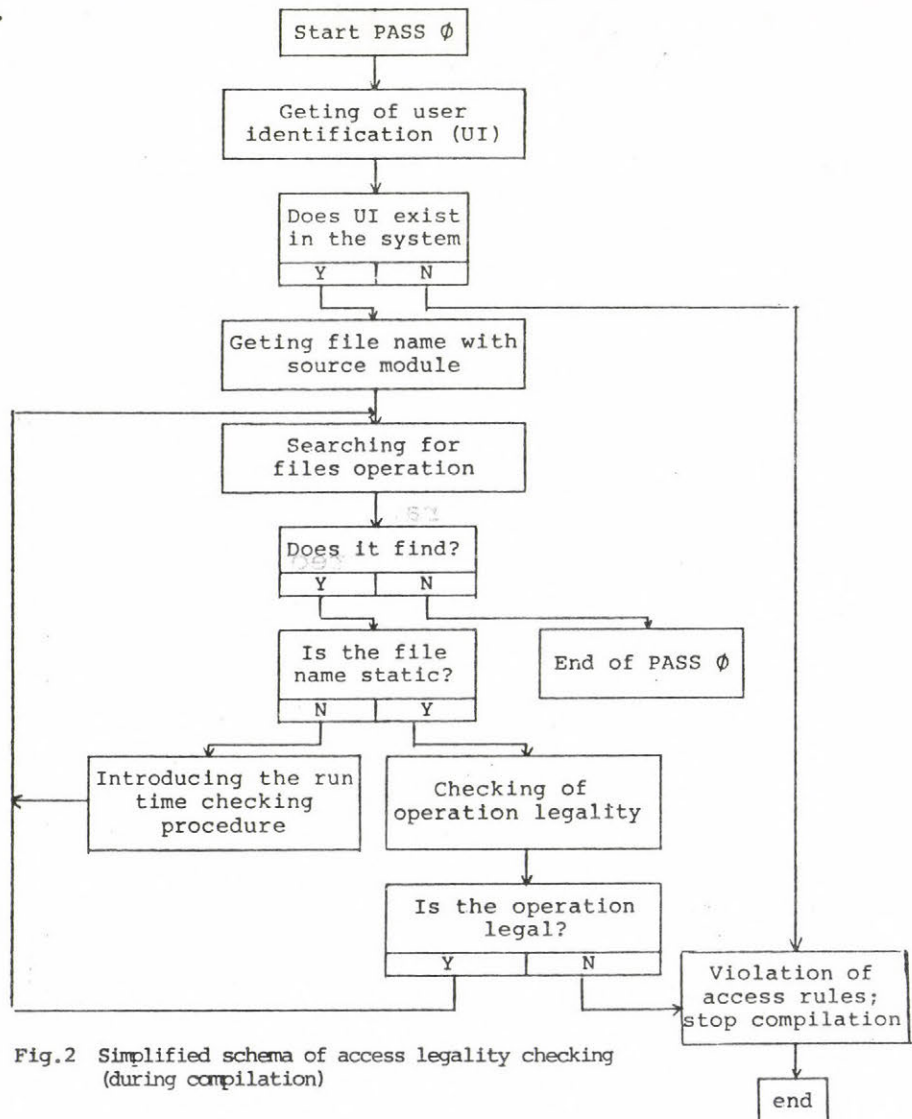 Start PASS Ø
Geting of user
identification (UI)
Does UI exist
in the system
Y N
Geting file name with
source module
Searching for
files operation
Does it find?
Y N
Is the file
name static?
N Y
End of PASS Ø
Introducing the run
time checking
procedure
Checking of
operation legality
Is the operation
legal?
Y N
Violation of
access rules;
stop compilation
end
Fig.2 Simplified schema of access legality checking
(during compilation)